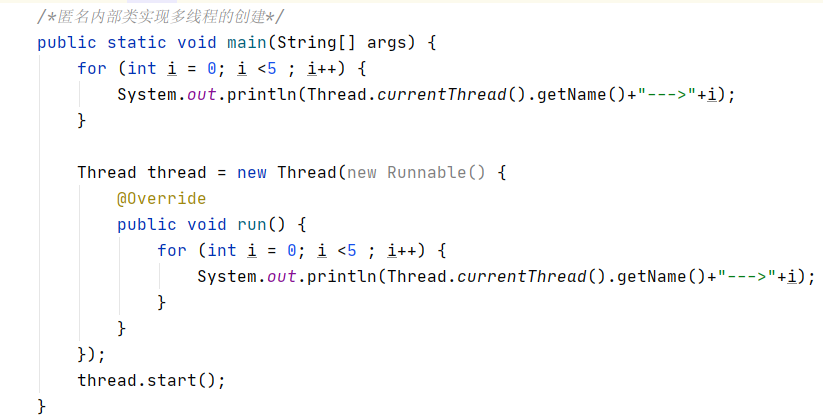 /*匿名内部类实现多线程的创建*/
public static void main(String[] args) {
for (int i = 0; i <5 ; i++) {
System.out.println(Thread.currentThread().getName()+"--->"+i);
}
Thread thread = new Thread(new Runnable() {
@Override
public void run() {
for (int i = 0; i <5 ; i++) {
System.out.println(Thread.currentThread().getName()+"--->"+i);
}
}
});
thread.start();
}